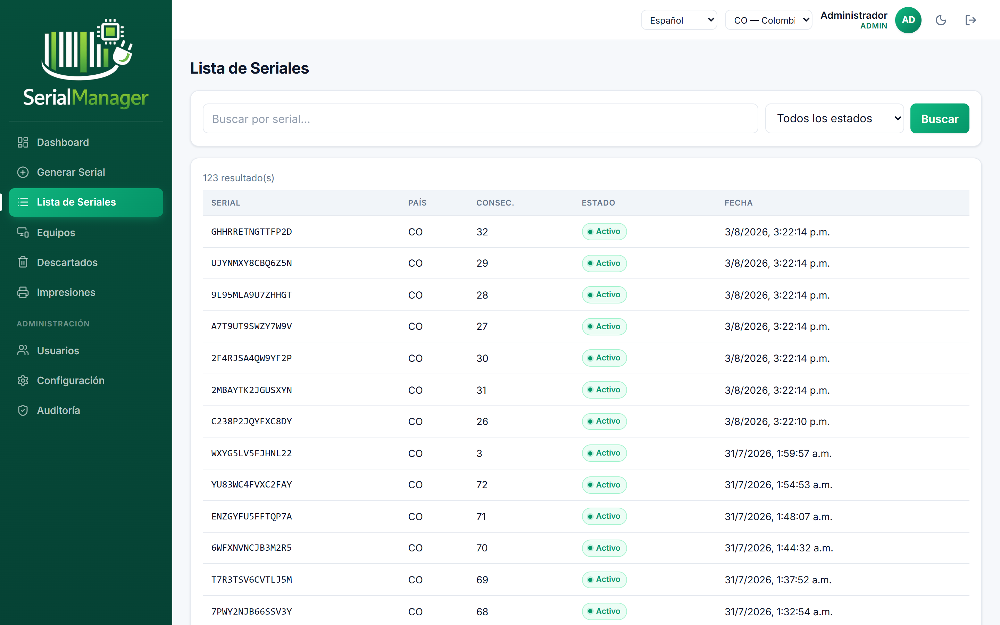 SerialManager
Dashboard
Generar Serial
Lista de Seriales
Equipos
Descartados
Impresiones
ADMINISTRACIÓN
Usuarios
Configuración
Auditoría
Español
CO — Colombi
Administrador
ADMIN
AD
Lista de Seriales
Buscar por serial...
Todos los estados
Buscar
123 resultado(s)
SERIAL PAÍS CONSEC. ESTADO FECHA
GHHRRETNGTTFP2D CO 32 Activo 3/8/2026, 3:22:14 p.m.
UJYNMXY8CBQ6Z5N CO 29 Activo 3/8/2026, 3:22:14 p.m.
9L95MLA9U7ZHHGT CO 28 Activo 3/8/2026, 3:22:14 p.m.
A7T9UT9SWZY7W9V CO 27 Activo 3/8/2026, 3:22:14 p.m.
2F4RJSA4QW9YF2P CO 30 Activo 3/8/2026, 3:22:14 p.m.
2MBAYTK2JGUSXYN CO 31 Activo 3/8/2026, 3:22:14 p.m.
C238P2JQYFXC8DY CO 26 Activo 3/8/2026, 3:22:10 p.m.
WXYG5LV5FJHNL22 CO 3 Activo 31/7/2026, 1:59:57 a.m.
YU83WC4FVXC2FAY CO 72 Activo 31/7/2026, 1:54:53 a.m.
ENZGYFU5FFTQP7A CO 71 Activo 31/7/2026, 1:48:07 a.m.
6WFXNVNCJB3M2R5 CO 70 Activo 31/7/2026, 1:44:32 a.m.
T7R3TSV6CVTLJ5M CO 69 Activo 31/7/2026, 1:37:52 a.m.
7PWY2NJB66SSV3Y CO 68 Activo 31/7/2026, 1:32:54 a.m.